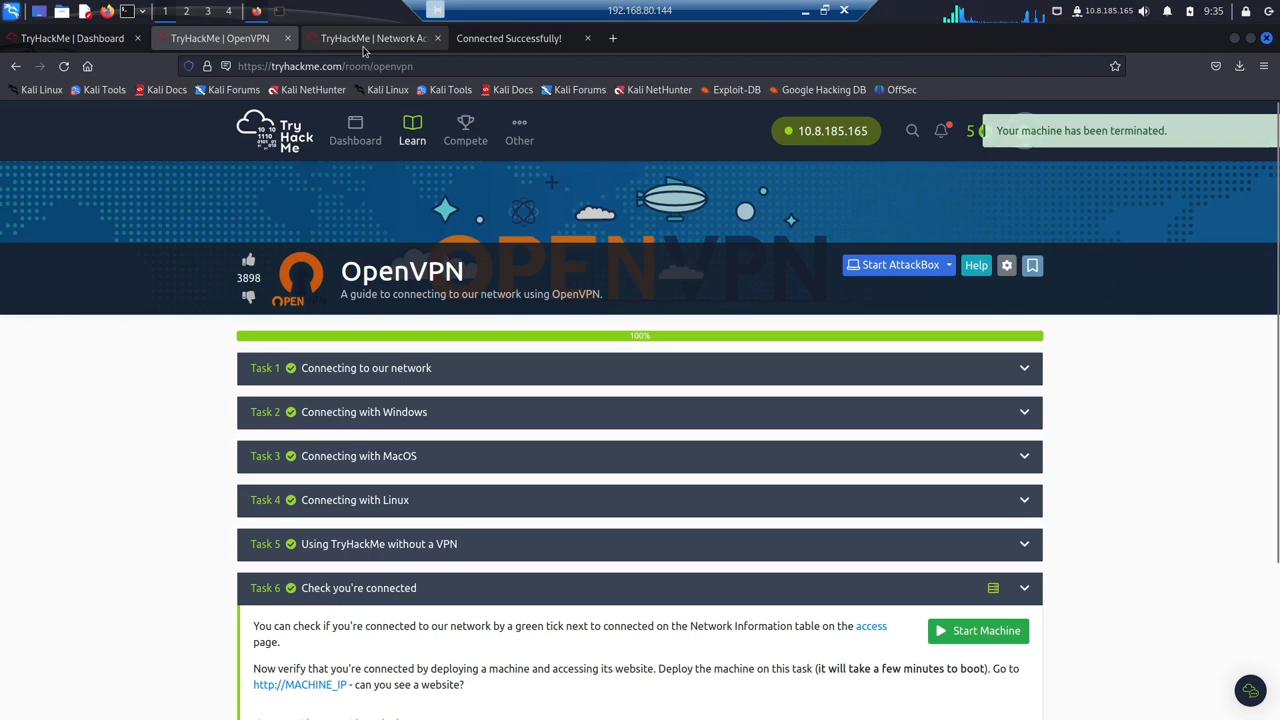 192.168.80.144
1 2 3 4
10.8.185.165
9:35
TryHackMe | Dashboard
TryHackMe | OpenVPN
TryHackMe | Network Ac
Connected Successfully!
https://tryhackme.com/room/openvpn
Kali Linux
Kali Tools
Kali Docs
Kali Forums
Kali NetHunter
Kali Linux
Kali Tools
Kali Docs
Kali Forums
Kali NetHunter
Exploit-DB
Google Hacking DB
OffSec
Try
Hack
Me
Dashboard
Learn
Compete
Other
10.8.185.165
5
Your machine has been terminated.
OPENVPN
3898
OPEN
OpenVPN
A guide to connecting to our network using OpenVPN.
Start AttackBox
Help
100%
Task 1 Connecting to our network
Task 2 Connecting with Windows
Task 3 Connecting with MacOS
Task 4 Connecting with Linux
Task 5 Using TryHackMe without a VPN
Task 6 Check you're connected
You can check if you're connected to our network by a green tick next to connected on the Network Information table on the access
page.
Start Machine
Now verify that you're connected by deploying a machine and accessing its website. Deploy the machine on this task (it will take a few minutes to boot). Go to
http://MACHINE_IP - can you see a website?